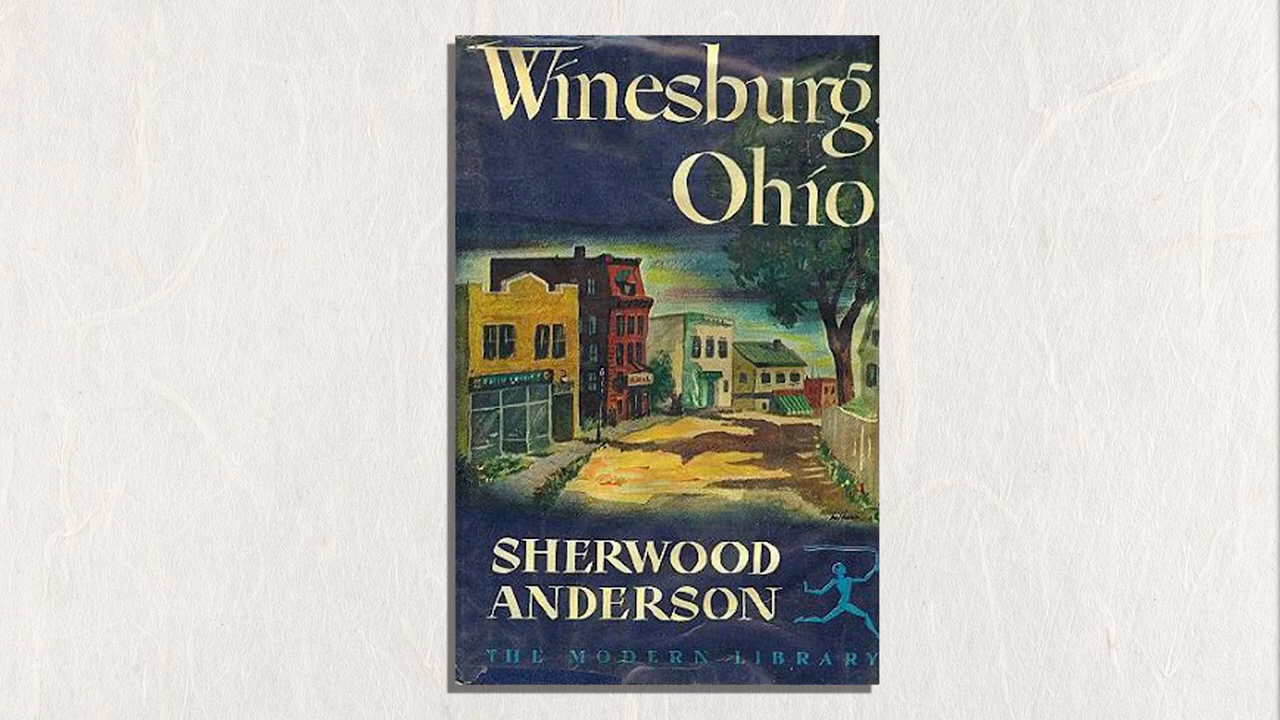 Winesburg,
Ohio
SHERWOOD
ANDERSON
THE MODERN LIBRARY